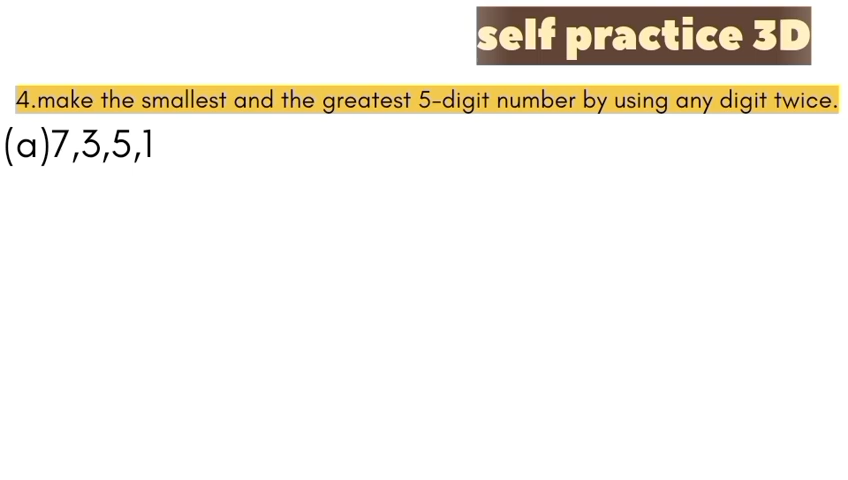 self practice 3D
4.make the smallest and the greatest 5-digit number by using any digit twice.
(a)7,3,5,1